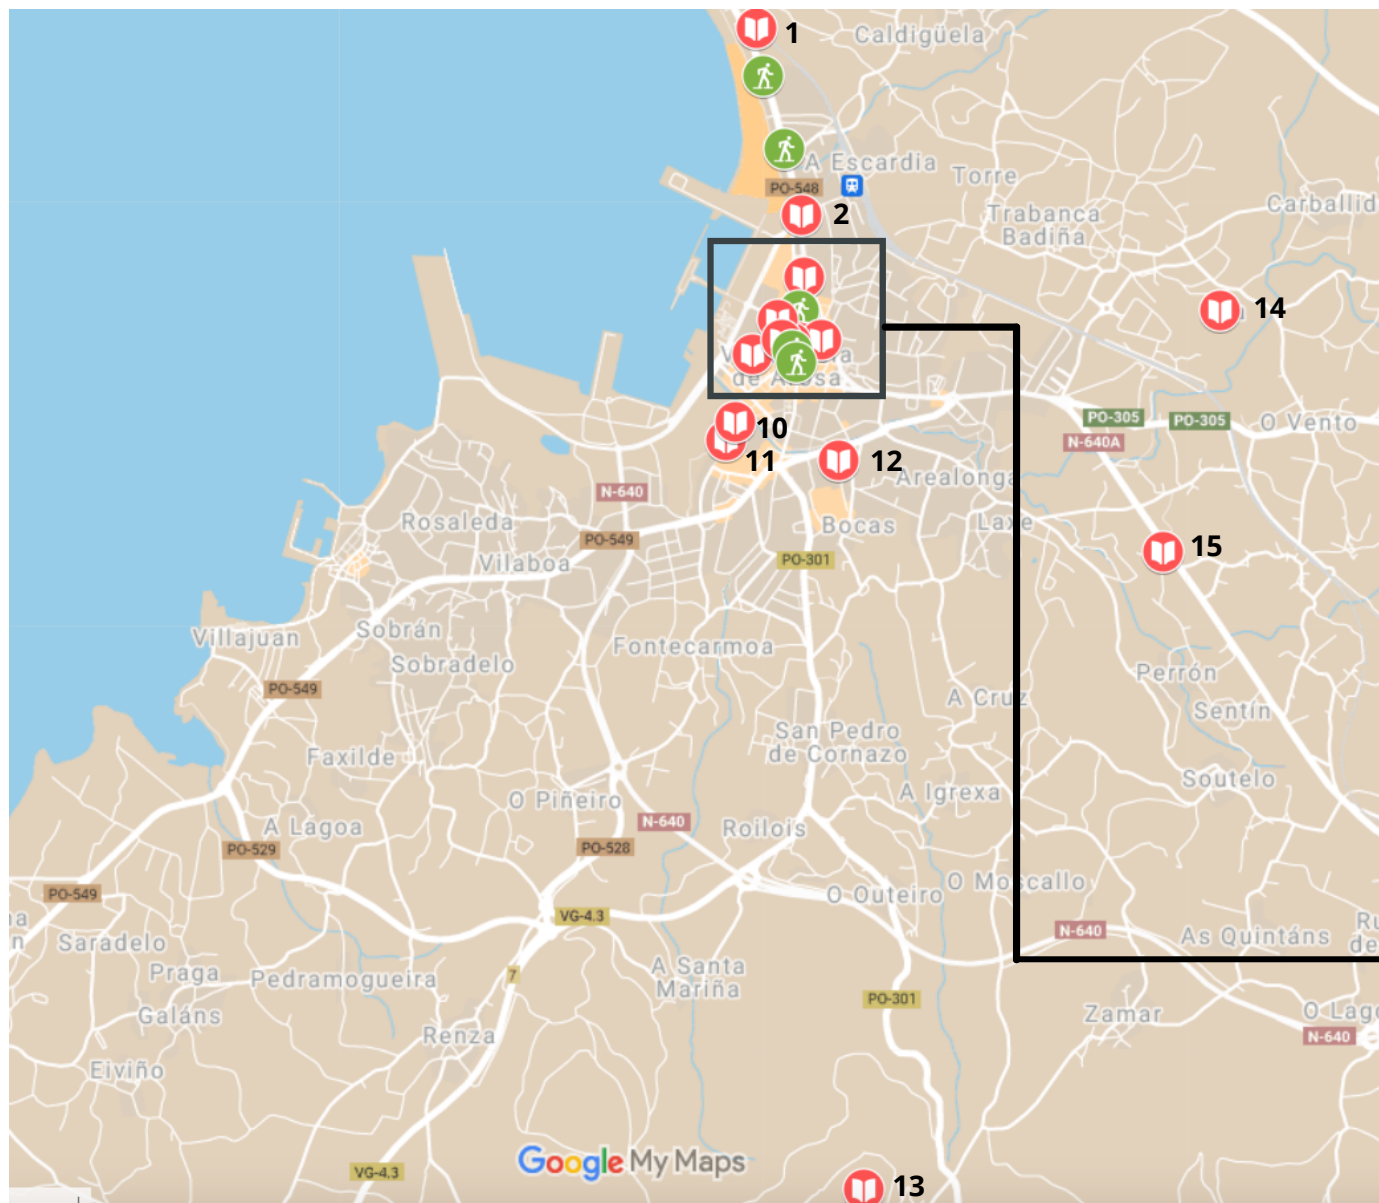 1
Caldigüela
A Escardia
Torre
PO-548
2
Trabanca
Badiña
Carballid
14
de Arosa
PO-305
PO-305
O Vento
N-640A
10
11
12
Arealonga
N-640
Rosaleda
Bocas
Laxe
PO-549
Vilaboa
PO-301
15
Villajuan
Sobrán
Sobradelo
Fontecarmoa
Perrón
PO-549
A Cruz
Sentín
San Pedro
de Cornazo
Faxilde
Soutelo
O Piñeiro
A Igrexa
A Lagoa
N-640
Roilois
PO-529
PO-528
O Moscallo
PO-549
O Outeiro
VG-4.3
N-640
As Quintáns
Saradelo
Praga
Pedramogueira
7
A Santa
Mariña
PO-301
Galáns
Zamar
O Lago
Renza
N-640
Eiviño
Google My Maps
VG-4.3
13